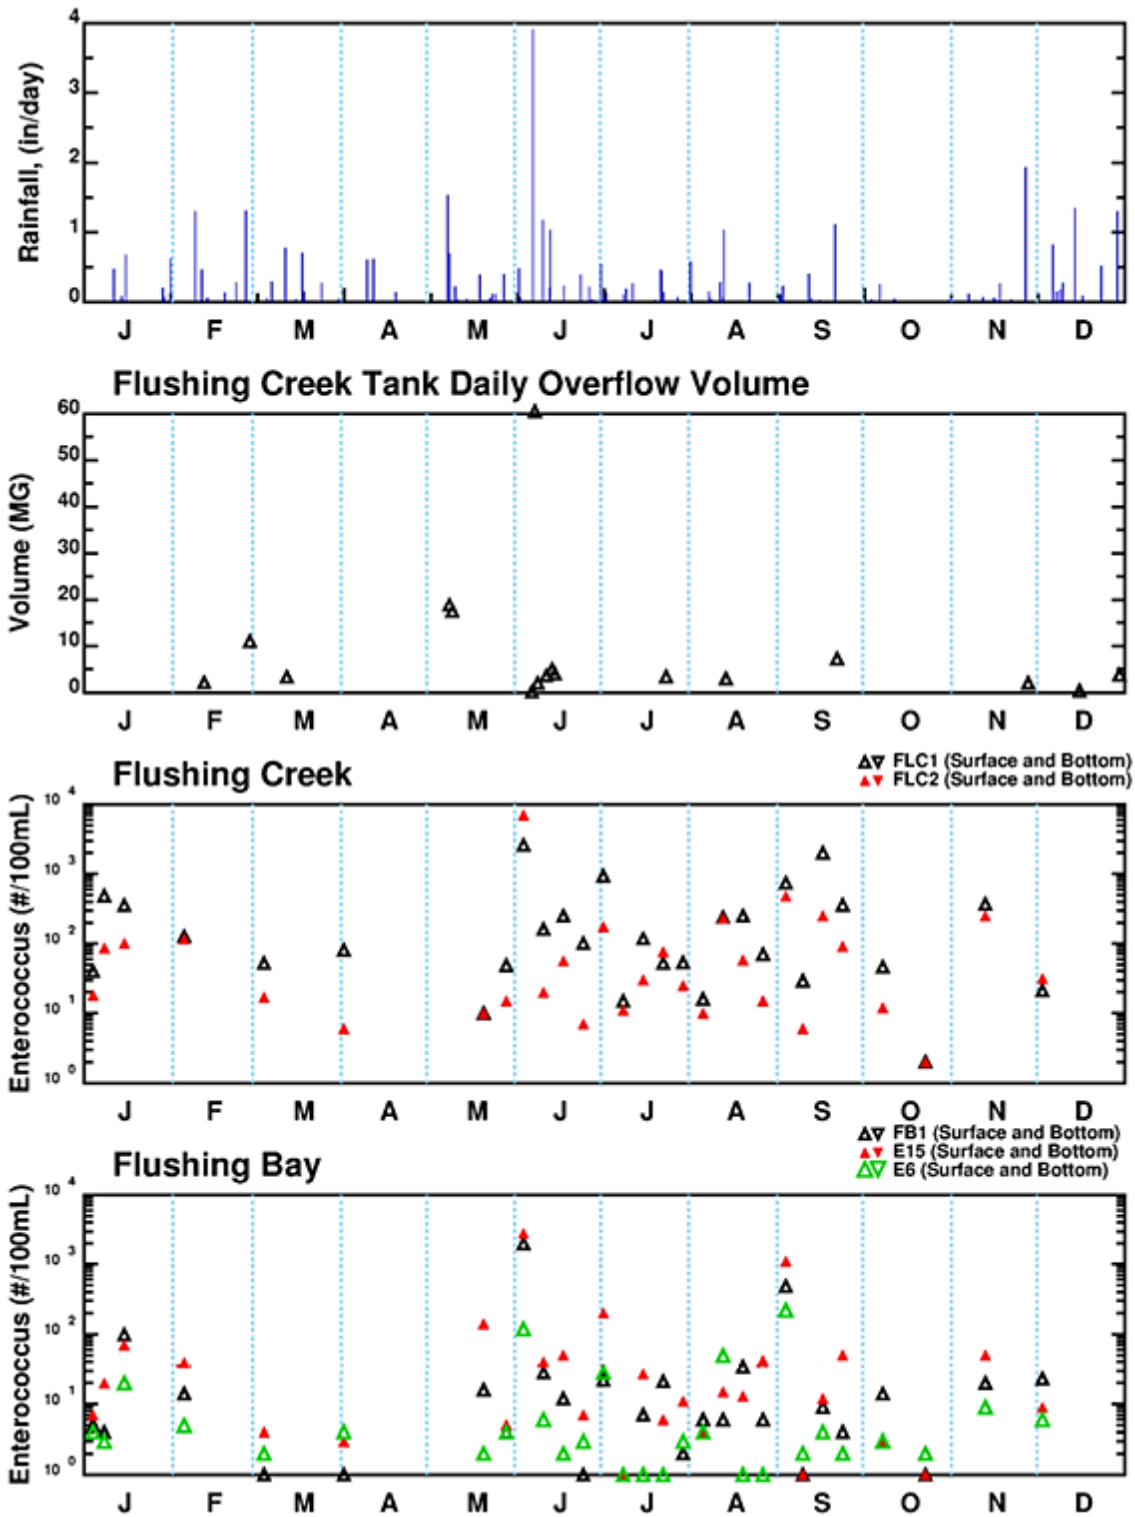 4
3
2
1
0
Rainfall, (in/day)
J F M A M J J A S O N D
Flushing Creek Tank Daily Overflow Volume
60
50
40
30
20
10
0
Volume (MG)
J F M A M J J A S O N D
Flushing Creek
FLC1 (Surface and Bottom)
FLC2 (Surface and Bottom)
10 4
10 3
10 2
10 1
10 0
Enterococcus (#/100mL)
J F M A M J J A S O N D
Flushing Bay
FB1 (Surface and Bottom)
E15 (Surface and Bottom)
E6 (Surface and Bottom)
10 4
10 3
10 2
10 1
10 0
Enterococcus (#/100mL)
J F M A M J J A S O N D